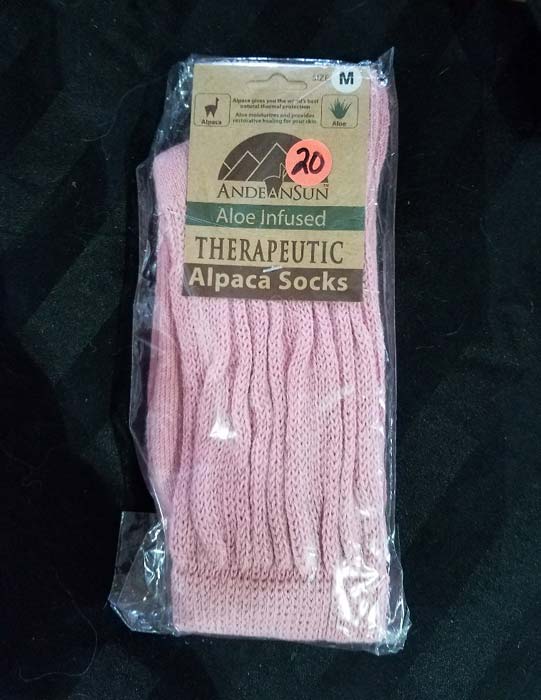 SIZE M
Alpaca gives you the world's best
natural thermal protection
Aloe moisturizes and provides
restorative healing for your skin.
Alpaca
Aloe
20
ANDEANSUN™
Aloe Infused
THERAPEUTIC
Alpaca Socks